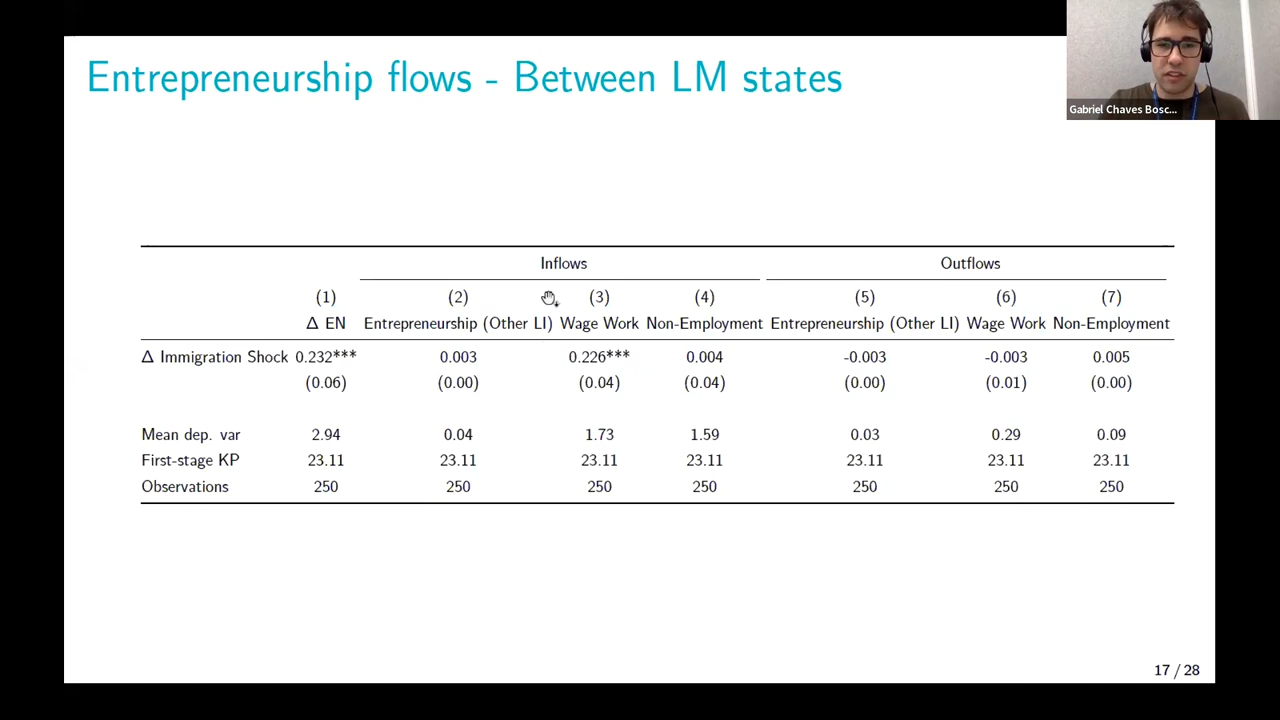 Entrepreneurship flows - Between LM states
Gabriel Chaves Bosc...
Inflows Outflows
(1) (2) (3) (4) (5) (6) (7)
Δ EN Entrepreneurship (Other LI) Wage Work Non-Employment Entrepreneurship (Other LI) Wage Work Non-Employment
Δ Immigration Shock 0.232*** 0.003 0.226*** 0.004 -0.003 -0.003 0.005
(0.06) (0.00) (0.04) (0.04) (0.00) (0.01) (0.00)
Mean dep. var 2.94 0.04 1.73 1.59 0.03 0.29 0.09
First-stage KP 23.11 23.11 23.11 23.11 23.11 23.11 23.11
Observations 250 250 250 250 250 250 250
17 / 28